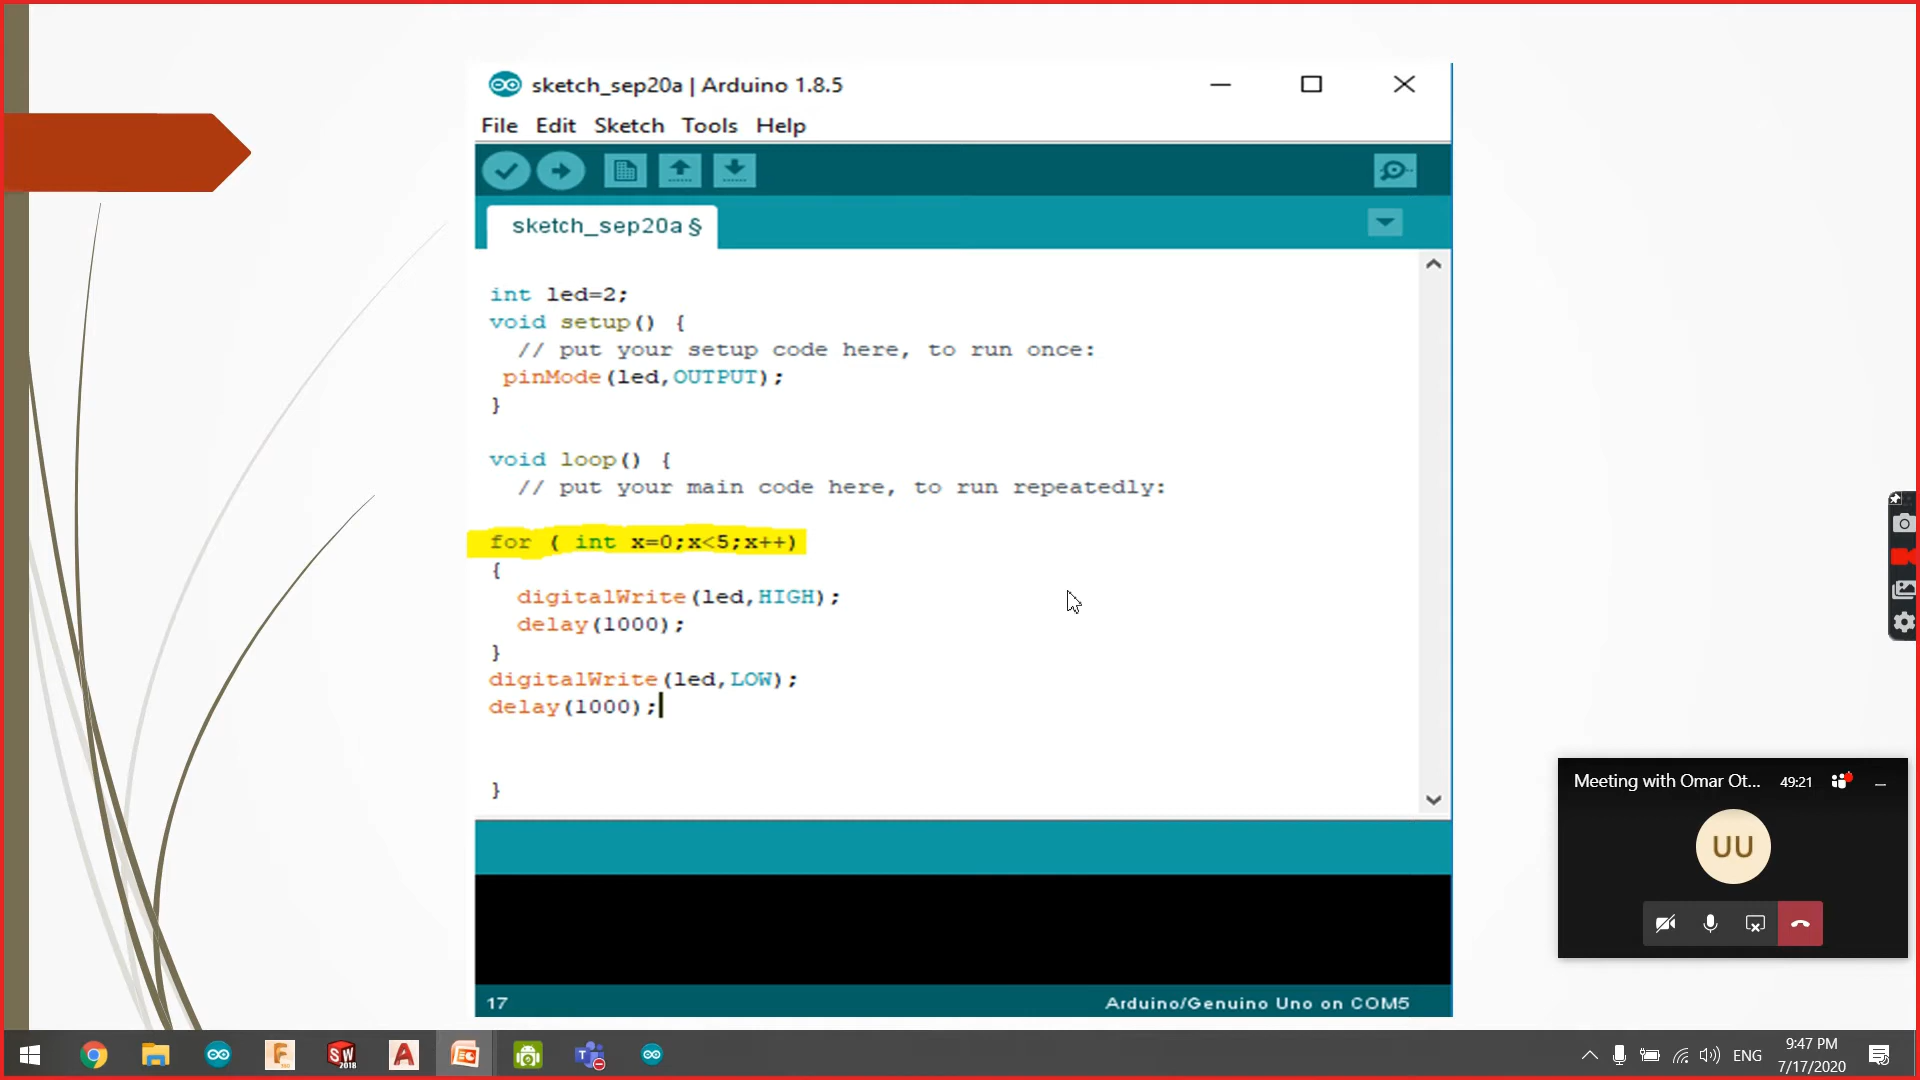 sketch_sep20a | Arduino 1.8.5
File Edit Sketch Tools Help
sketch_sep20a §
int led=2;
void setup() {
// put your setup code here, to run once:
pinMode(led,OUTPUT);
}
void loop() {
// put your main code here, to run repeatedly:
for ( int x=0;x<5;x++)
{
digitalWrite(led,HIGH);
delay(1000);
}
digitalWrite(led,LOW);
delay(1000);
}
17
Arduino/Genuino Uno on COM5
Meeting with Omar Ot... 49:21
UU
SW
2018
ENG
9:47 PM
7/17/2020